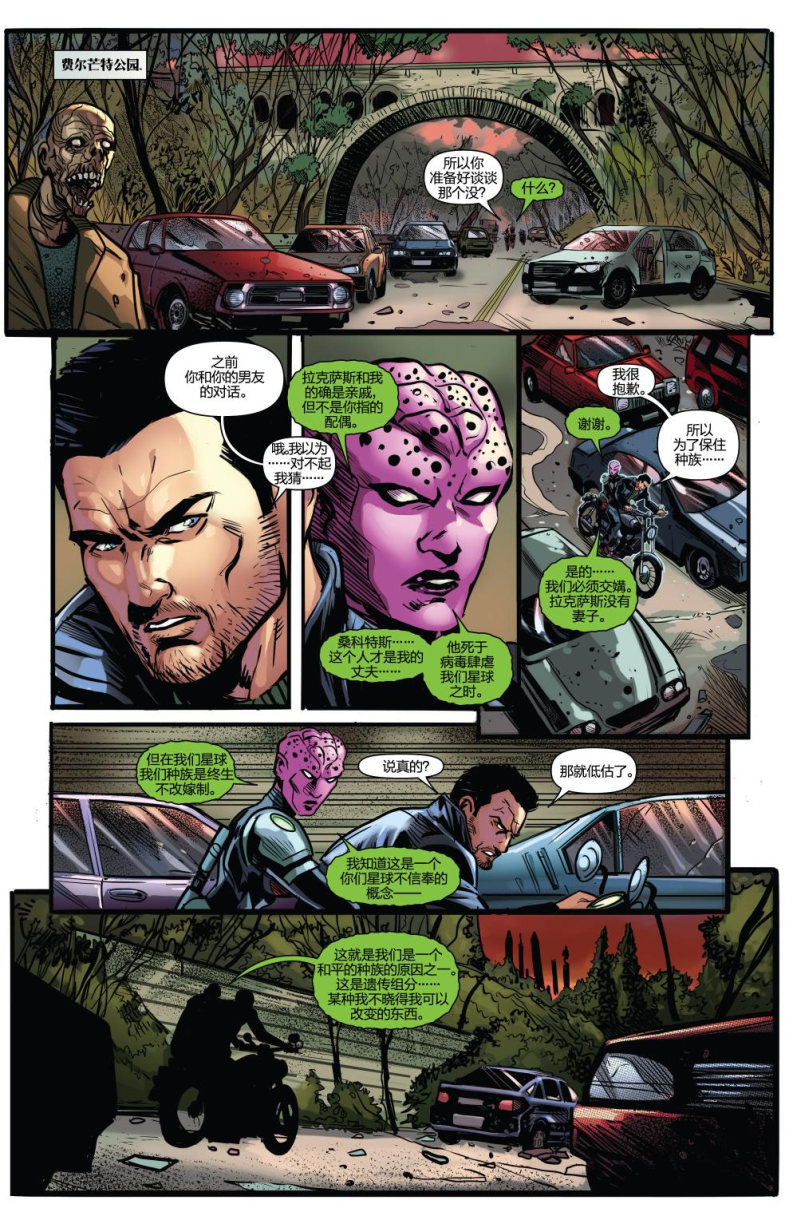 费尔芒特公园.
所以你
准备好谈谈
那个没?
什么?
之前
你和你的男友
的对话。
拉克萨斯和我
的确是亲戚,
但不是你指的
配偶。
哦。我以为
……对不起
我猜……
桑科特斯……
这个人才是我的
丈夫……
他死于
病毒肆虐
我们星球
之时。
我很
抱歉。
谢谢。
所以
为了保住
种族……
是的……
我们必须交媾。
拉克萨斯没有
妻子。
但在我们星球
我们种族是终生
不改嫁制。
说真的?
那就低估了。
我知道这是一个
你们星球不信奉的
概念——
这就是我们是一个
和平的种族的原因之一。
这是遗传组分……
某种我不晓得我可以
改变的东西。